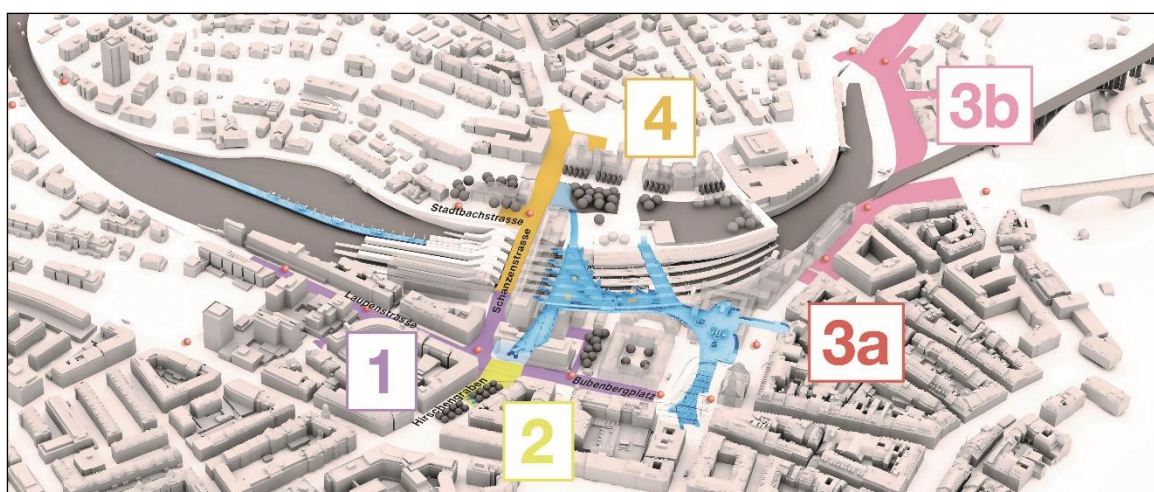 4
3b
Stadtbachstrasse
Schanzenstrasse
Laupenstrasse
1
3a
Bubenbergplatz
Hirschengraben
2